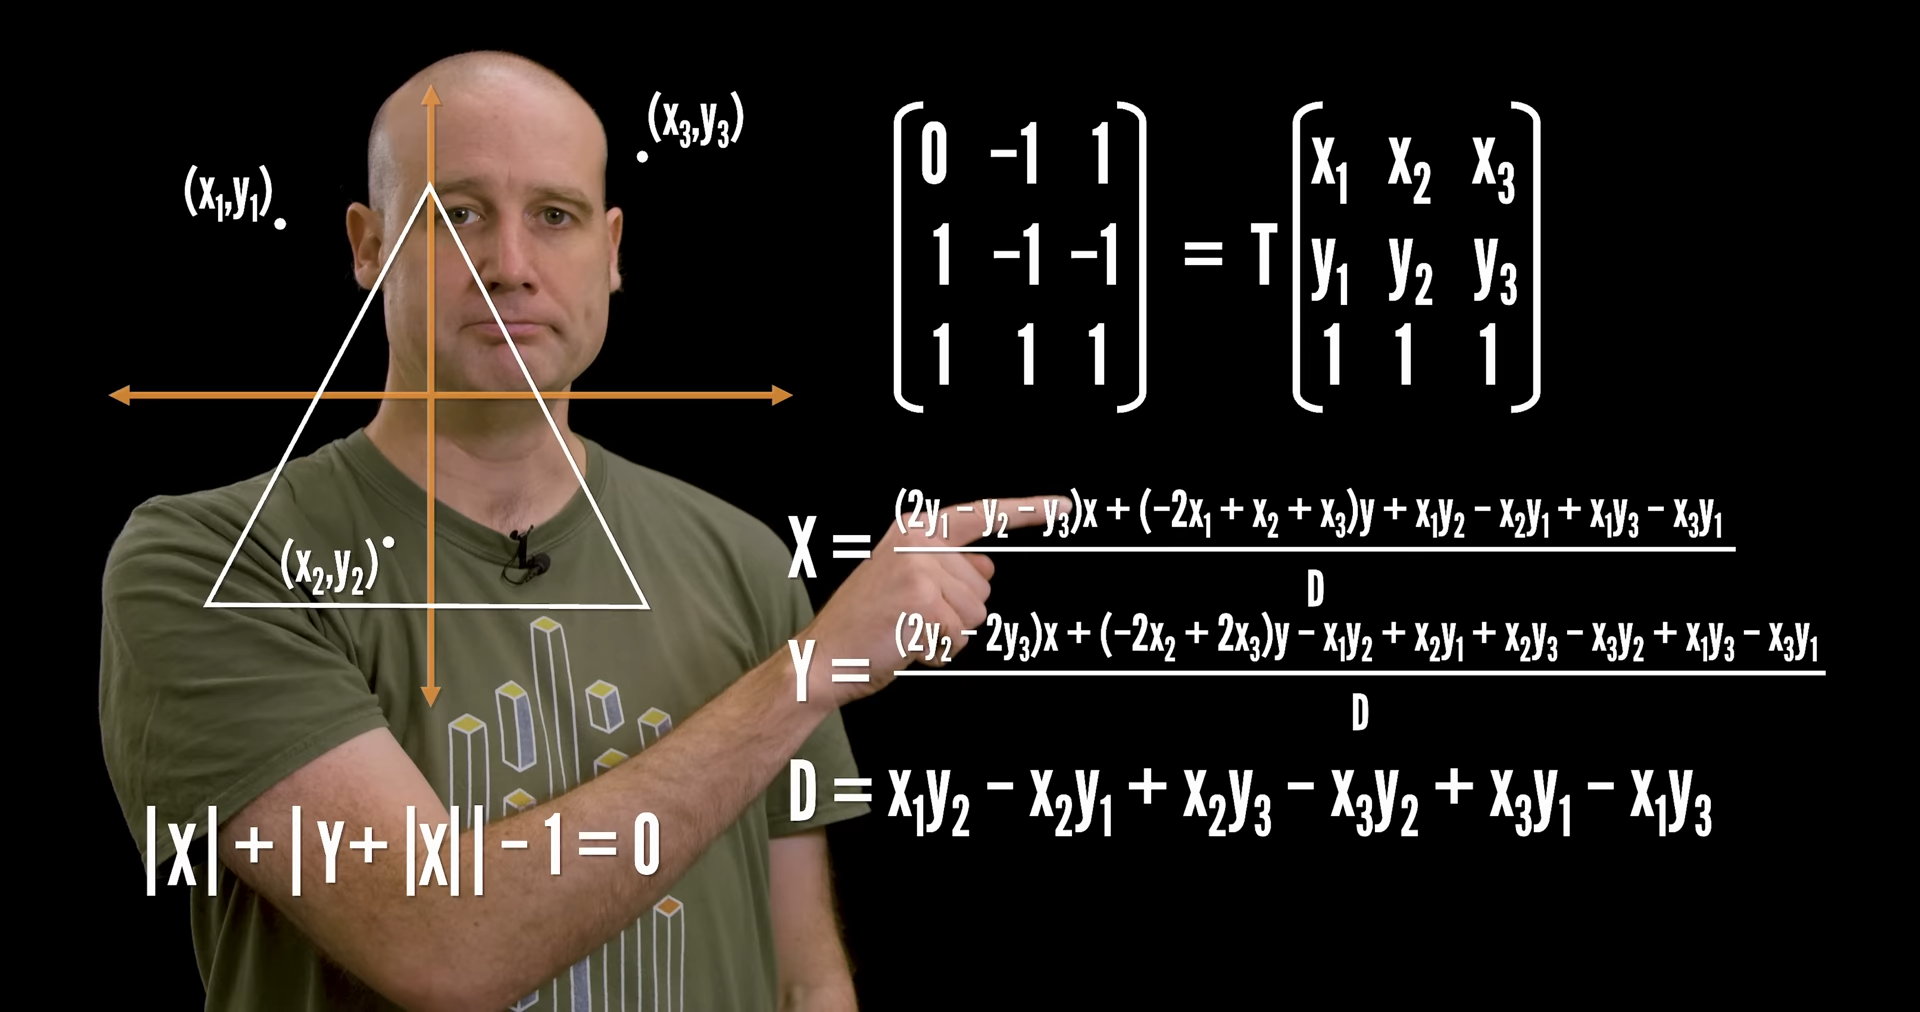 (x₃,y₃)
(x₁,y₁)
(x₂,y₂)
|X| + |Y + |X|| − 1 = 0
0 −1 1
1 −1 −1
1 1 1
= T
x₁ x₂ x₃
y₁ y₂ y₃
1 1 1
X = (2y₁ − y₂ − y₃)x + (−2x₁ + x₂ + x₃)y + x₁y₂ − x₂y₁ + x₁y₃ − x₃y₁
D
Y = (2y₂ − 2y₃)x + (−2x₂ + 2x₃)y − x₁y₂ + x₂y₁ + x₂y₃ − x₃y₂ + x₁y₃ − x₃y₁
D
D = x₁y₂ − x₂y₁ + x₂y₃ − x₃y₂ + x₃y₁ − x₁y₃